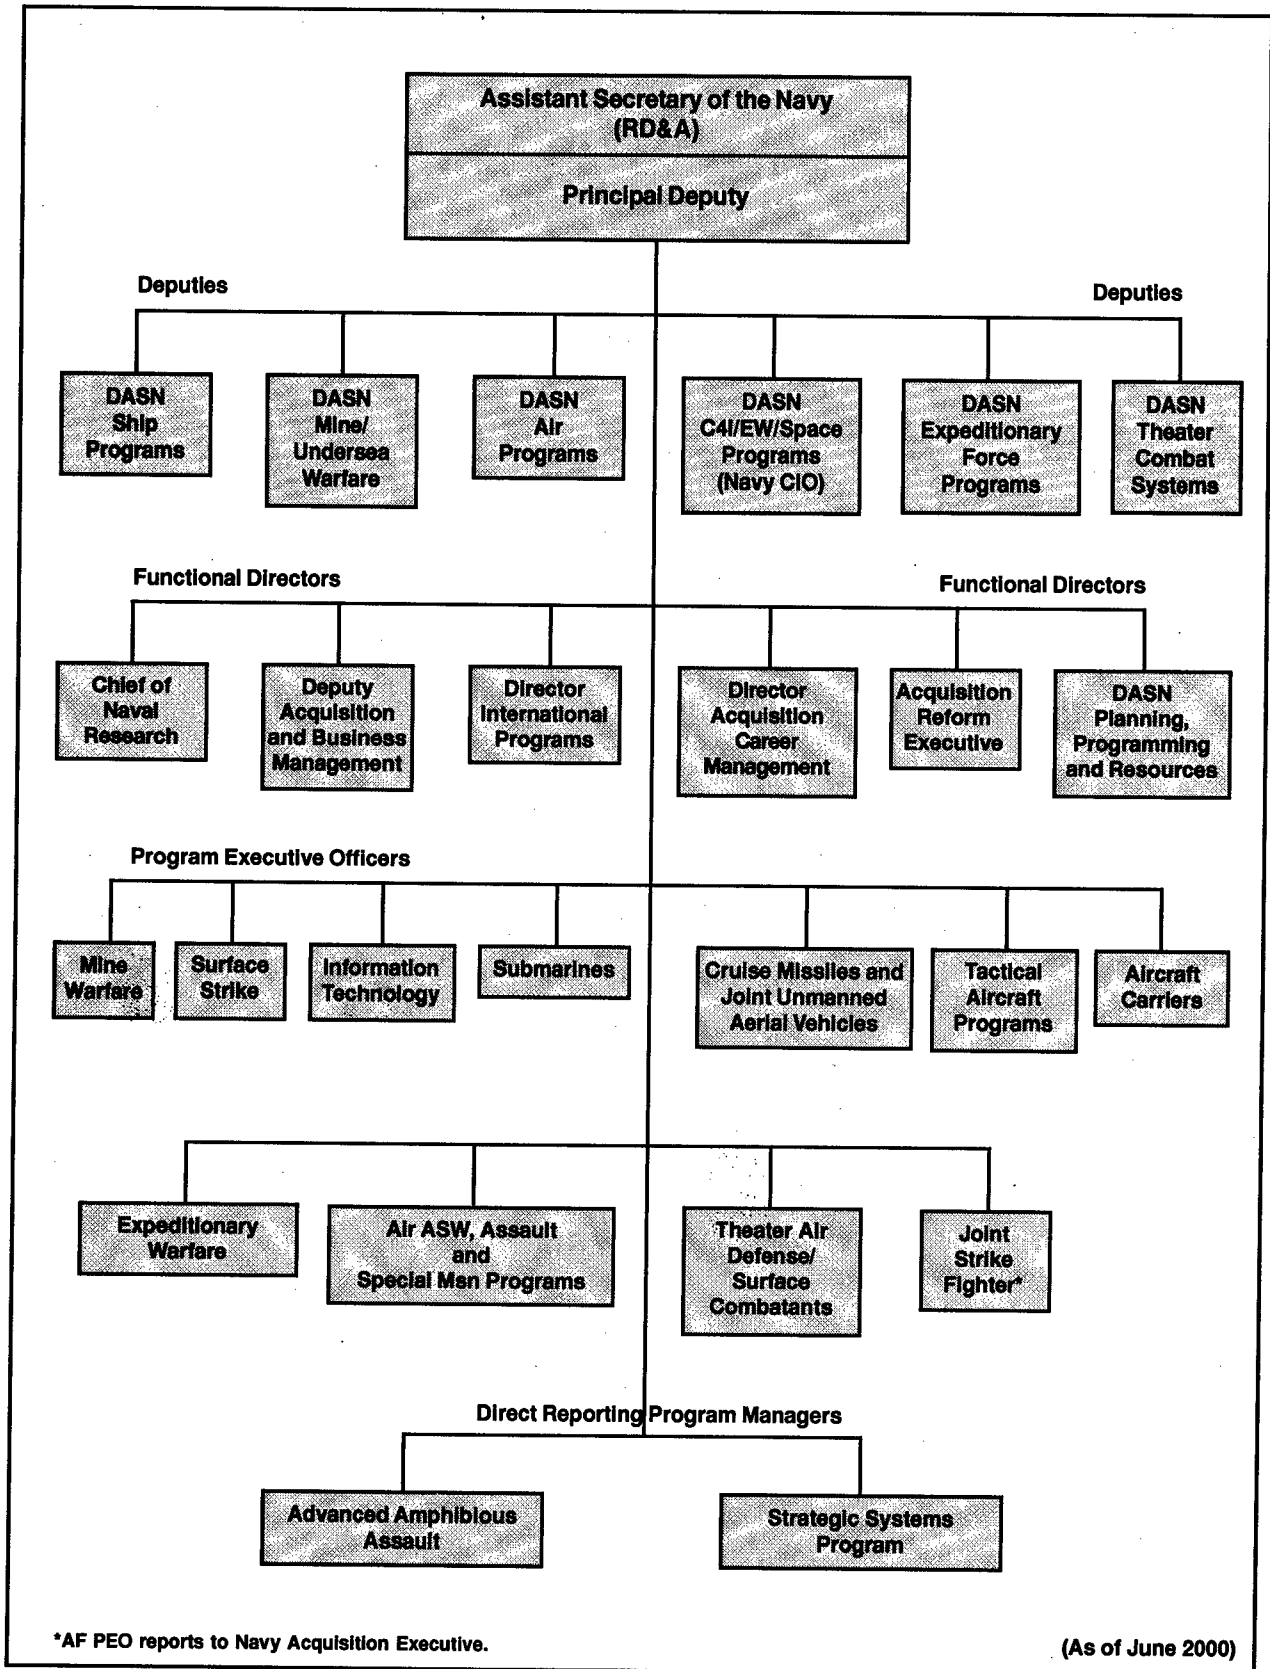 Assistant Secretary of the Navy
(RD&A)
Principal Deputy
Deputies
Deputies
DASN
Ship
Programs
DASN
Mine/
Undersea
Warfare
DASN
Air
Programs
DASN
C4I/EW/Space
Programs
(Navy CIO)
DASN
Expeditionary
Force
Programs
DASN
Theater
Combat
Systems
Functional Directors
Functional Directors
Chief of
Naval
Research
Deputy
Acquisition
and Business
Management
Director
International
Programs
Director
Acquisition
Career
Management
Acquisition
Reform
Executive
DASN
Planning,
Programming
and Resources
Program Executive Officers
Mine
Warfare
Surface
Strike
Information
Technology
Submarines
Cruise Missiles and
Joint Unmanned
Aerial Vehicles
Tactical
Aircraft
Programs
Aircraft
Carriers
Expeditionary
Warfare
Air ASW, Assault
and
Special Msn Programs
Theater Air
Defense/
Surface
Combatants
Joint
Strike
Fighter*
Direct Reporting Program Managers
Advanced Amphibious
Assault
Strategic Systems
Program
*AF PEO reports to Navy Acquisition Executive.
(As of June 2000)